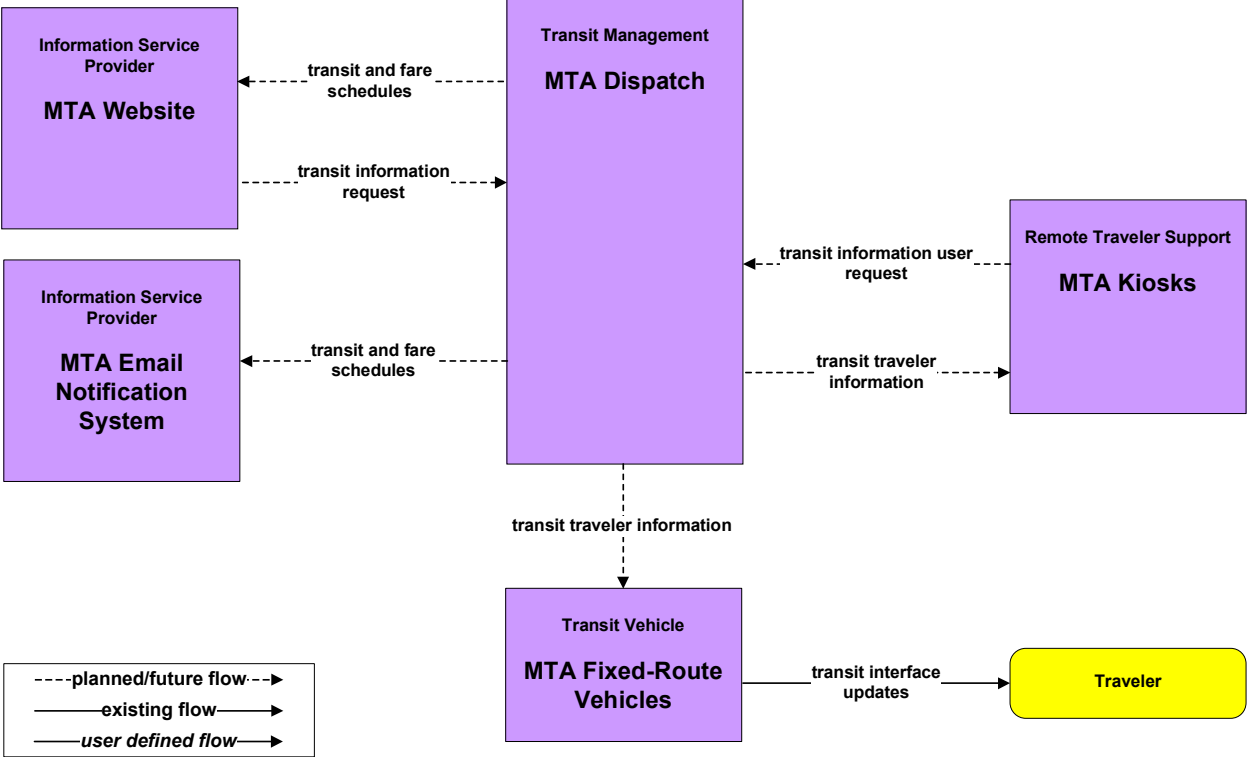 Information Service
Provider
MTA Website
transit and fare
schedules
transit information
request
Transit Management
MTA Dispatch
Remote Traveler Support
MTA Kiosks
transit information user
request
transit traveler
information
Information Service
Provider
MTA Email
Notification
System
transit and fare
schedules
transit traveler information
Transit Vehicle
MTA Fixed-Route
Vehicles
transit interface
updates
Traveler
planned/future flow
existing flow
user defined flow